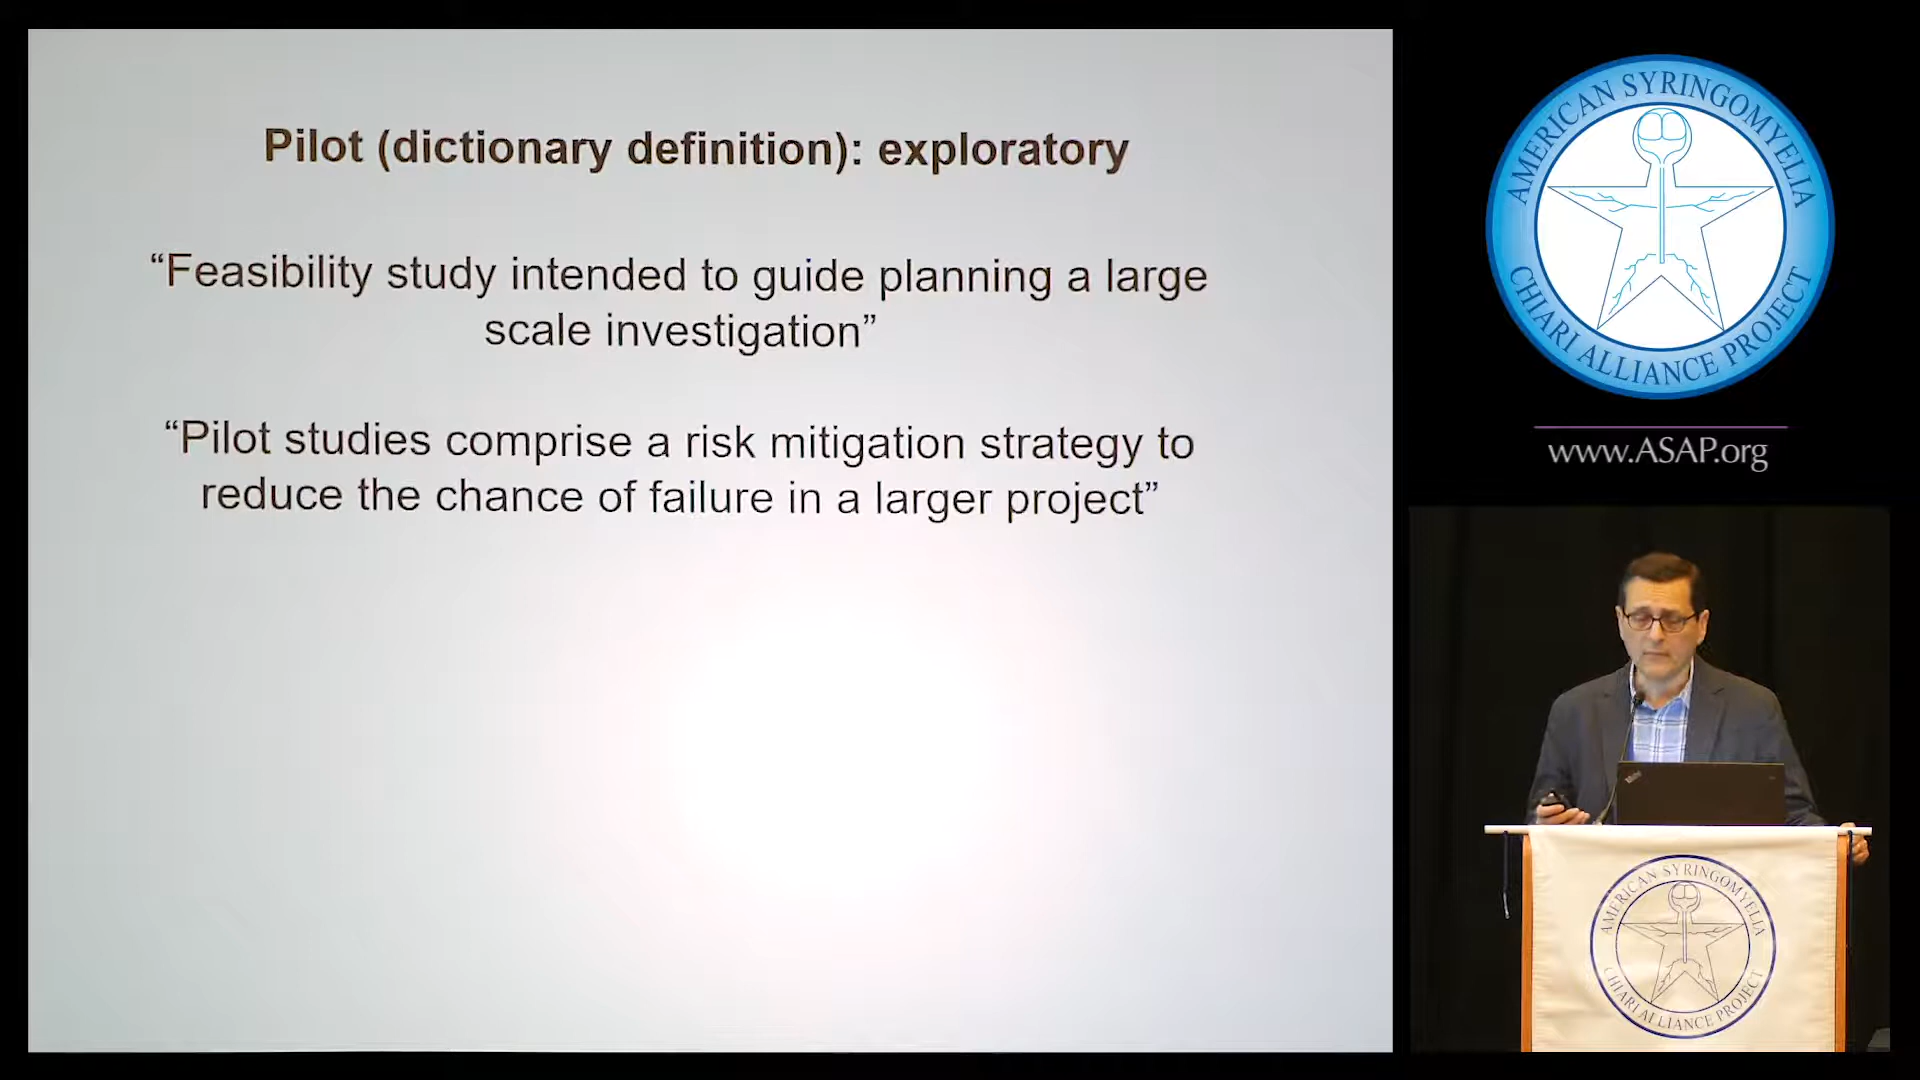 Pilot (dictionary definition): exploratory
“Feasibility study intended to guide planning a large
scale investigation”
“Pilot studies comprise a risk mitigation strategy to
reduce the chance of failure in a larger project”
AMERICAN SYRINGOMYELIA
CHIARI ALLIANCE PROJECT
www.ASAP.org
AMERICAN SYRINGOMYELIA
CHIARI ALLIANCE PROJECT